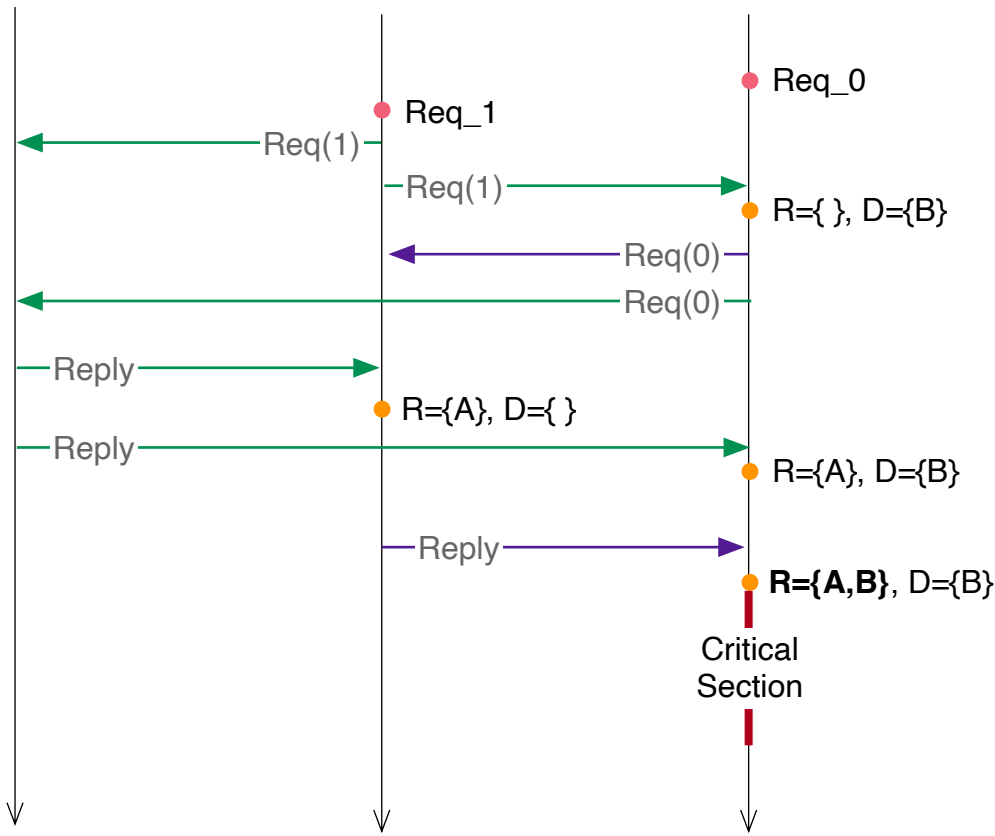 Req_0
Req_1
Req(1)
Req(1)
R={ }, D={B}
Req(0)
Req(0)
Reply
R={A}, D={ }
Reply
R={A}, D={B}
Reply
R={A,B}, D={B}
Critical
Section